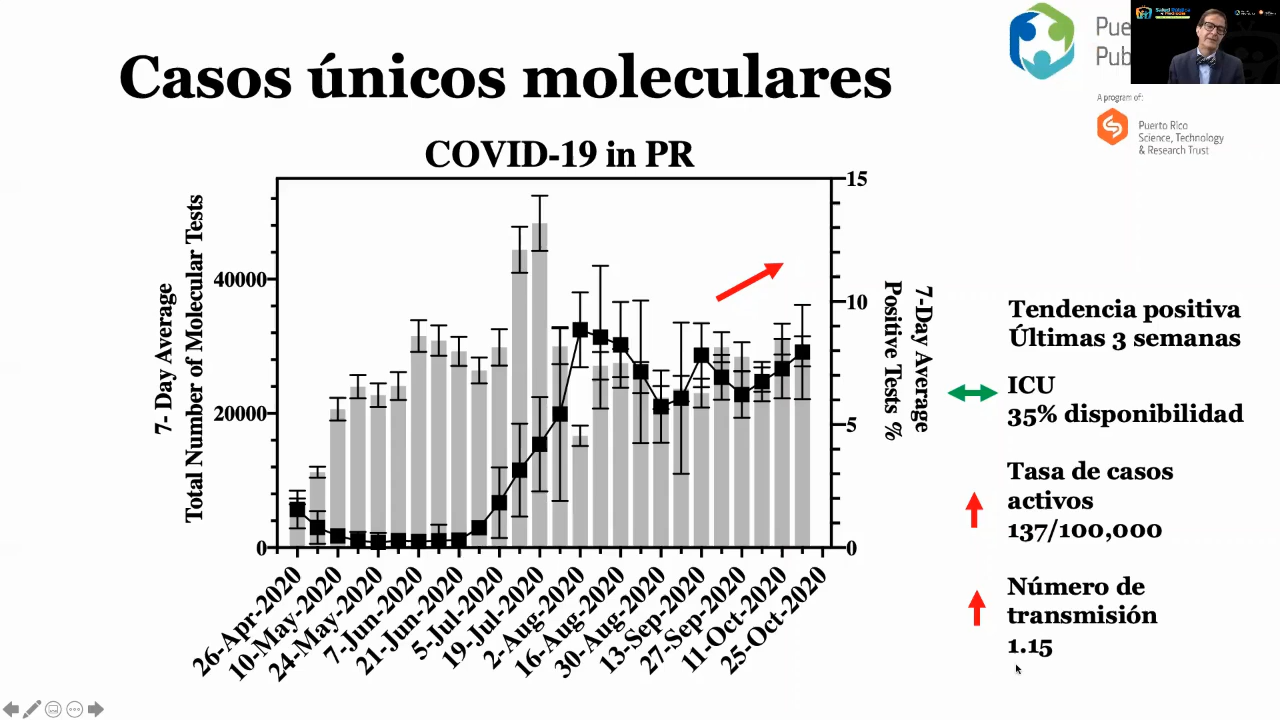 Casos únicos moleculares
Pue
Pub
A program of:
Puerto Rico
Science, Technology
& Research Trust
COVID-19 in PR
7- Day Average
Total Number of Molecular Tests
40000
20000
0
15
10
5
0
7-Day Average
Positive Tests %
26-Apr-2020
10-May-2020
24-May-2020
7-Jun-2020
21-Jun-2020
5-Jul-2020
19-Jul-2020
2-Aug-2020
16-Aug-2020
30-Aug-2020
13-Sep-2020
27-Sep-2020
11-Oct-2020
25-Oct-2020
Tendencia positiva
Últimas 3 semanas
ICU
35% disponibilidad
Tasa de casos
activos
137/100,000
Número de
transmisión
1.15